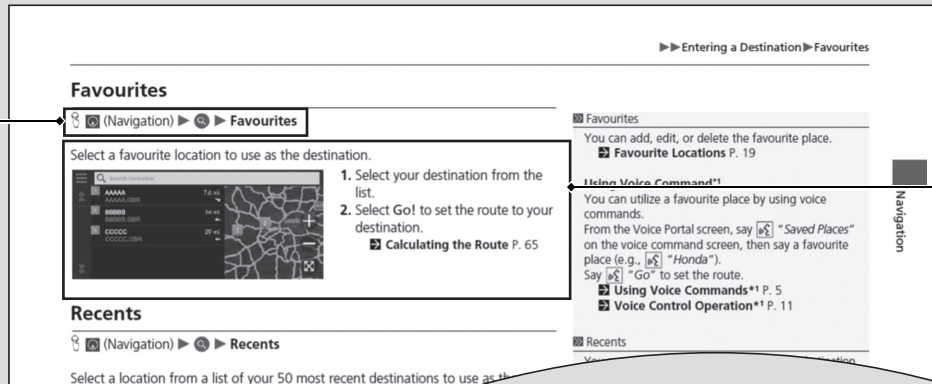 ▶▶Entering a Destination▶Favourites
Favourites
(Navigation) ▶ ▶ Favourites
Select a favourite location to use as the destination.
Search Favourites
1 AAAAA 7.6 mi
AAAAA,GBR
BBBBB 14 mi
BBBBB,GBR
CCCCC 29 mi
CCCCC,GBR
1. Select your destination from the
list.
2. Select Go! to set the route to your
destination.
Calculating the Route P. 65
Recents
(Navigation) ▶ ▶ Recents
Select a location from a list of your 50 most recent destinations to use as
Favourites
You can add, edit, or delete the favourite place.
Favourite Locations P. 19
Using Voice Command*1
You can utilize a favourite place by using voice
commands.
From the Voice Portal screen, say "Saved Places"
on the voice command screen, then say a favourite
place (e.g., "Honda").
Say "Go" to set the route.
Using Voice Commands*1 P. 5
Voice Control Operation*1 P. 11
Recents
Navigation